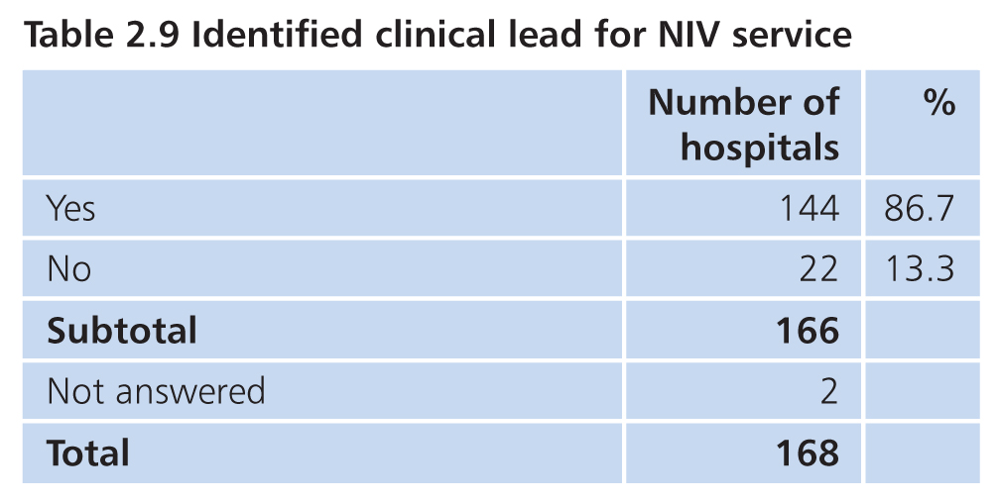 Table 2.9 Identified clinical lead for NIV service
Number of hospitals %
Yes 144 86.7
No 22 13.3
Subtotal 166
Not answered 2
Total 168